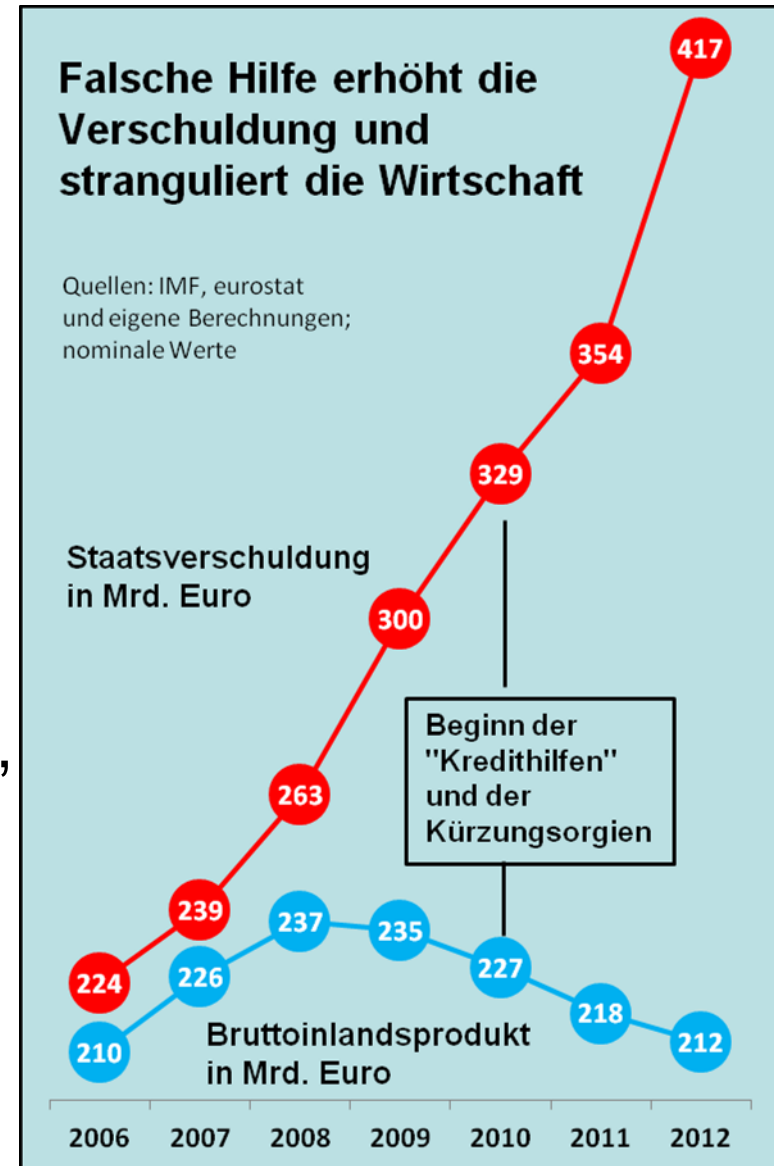 Falsche Hilfe erhöht die
Verschuldung und
stranguliert die Wirtschaft
Quellen: IMF, eurostat
und eigene Berechnungen;
nominale Werte
417
354
329
300
263
239
224
Staatsverschuldung
in Mrd. Euro
Beginn der
"Kredithilfen"
und der
Kürzungsorgien
,
210
226
237
235
227
218
212
Bruttoinlandsprodukt
in Mrd. Euro
2006 2007 2008 2009 2010 2011 2012